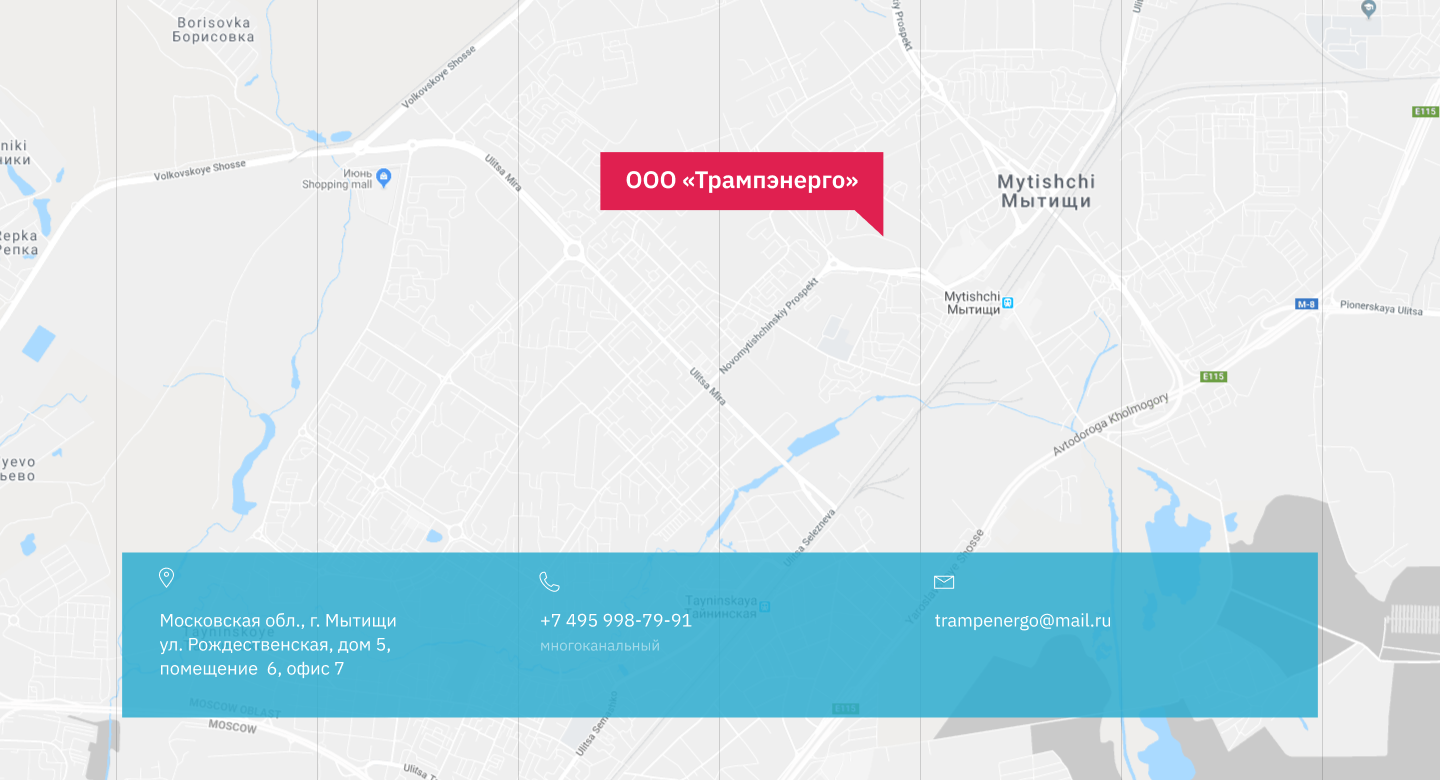 Borisovka
Борисовка
Volkovskoye Shosse
Volkovskoye Shosse
Июнь
Shopping mall
Ulitsa Mira
ООО «Трампэнерго»
Mytishchi
Мытищи
Prospekt
E115
niki
ники
Repka
Репка
Mytishchi
Мытищи
M-8
Pionerskaya Ulitsa
Novomytishchinskiy Prospekt
Ulitsa Mira
E115
Avtodoroga Kholmogory
yevo
ьево
Ulitsa Selezneva
Shosse
Tayninskaya
Тайнинская
Московская обл., г. Мытищи
ул. Рождественская, дом 5,
помещение 6, офис 7
Tayninskoye
+7 495 998-79-91
многоканальный
trampenergo@mail.ru
MOSCOW OBLAST
MOSCOW
E115
Ulitsa
Ulitsa